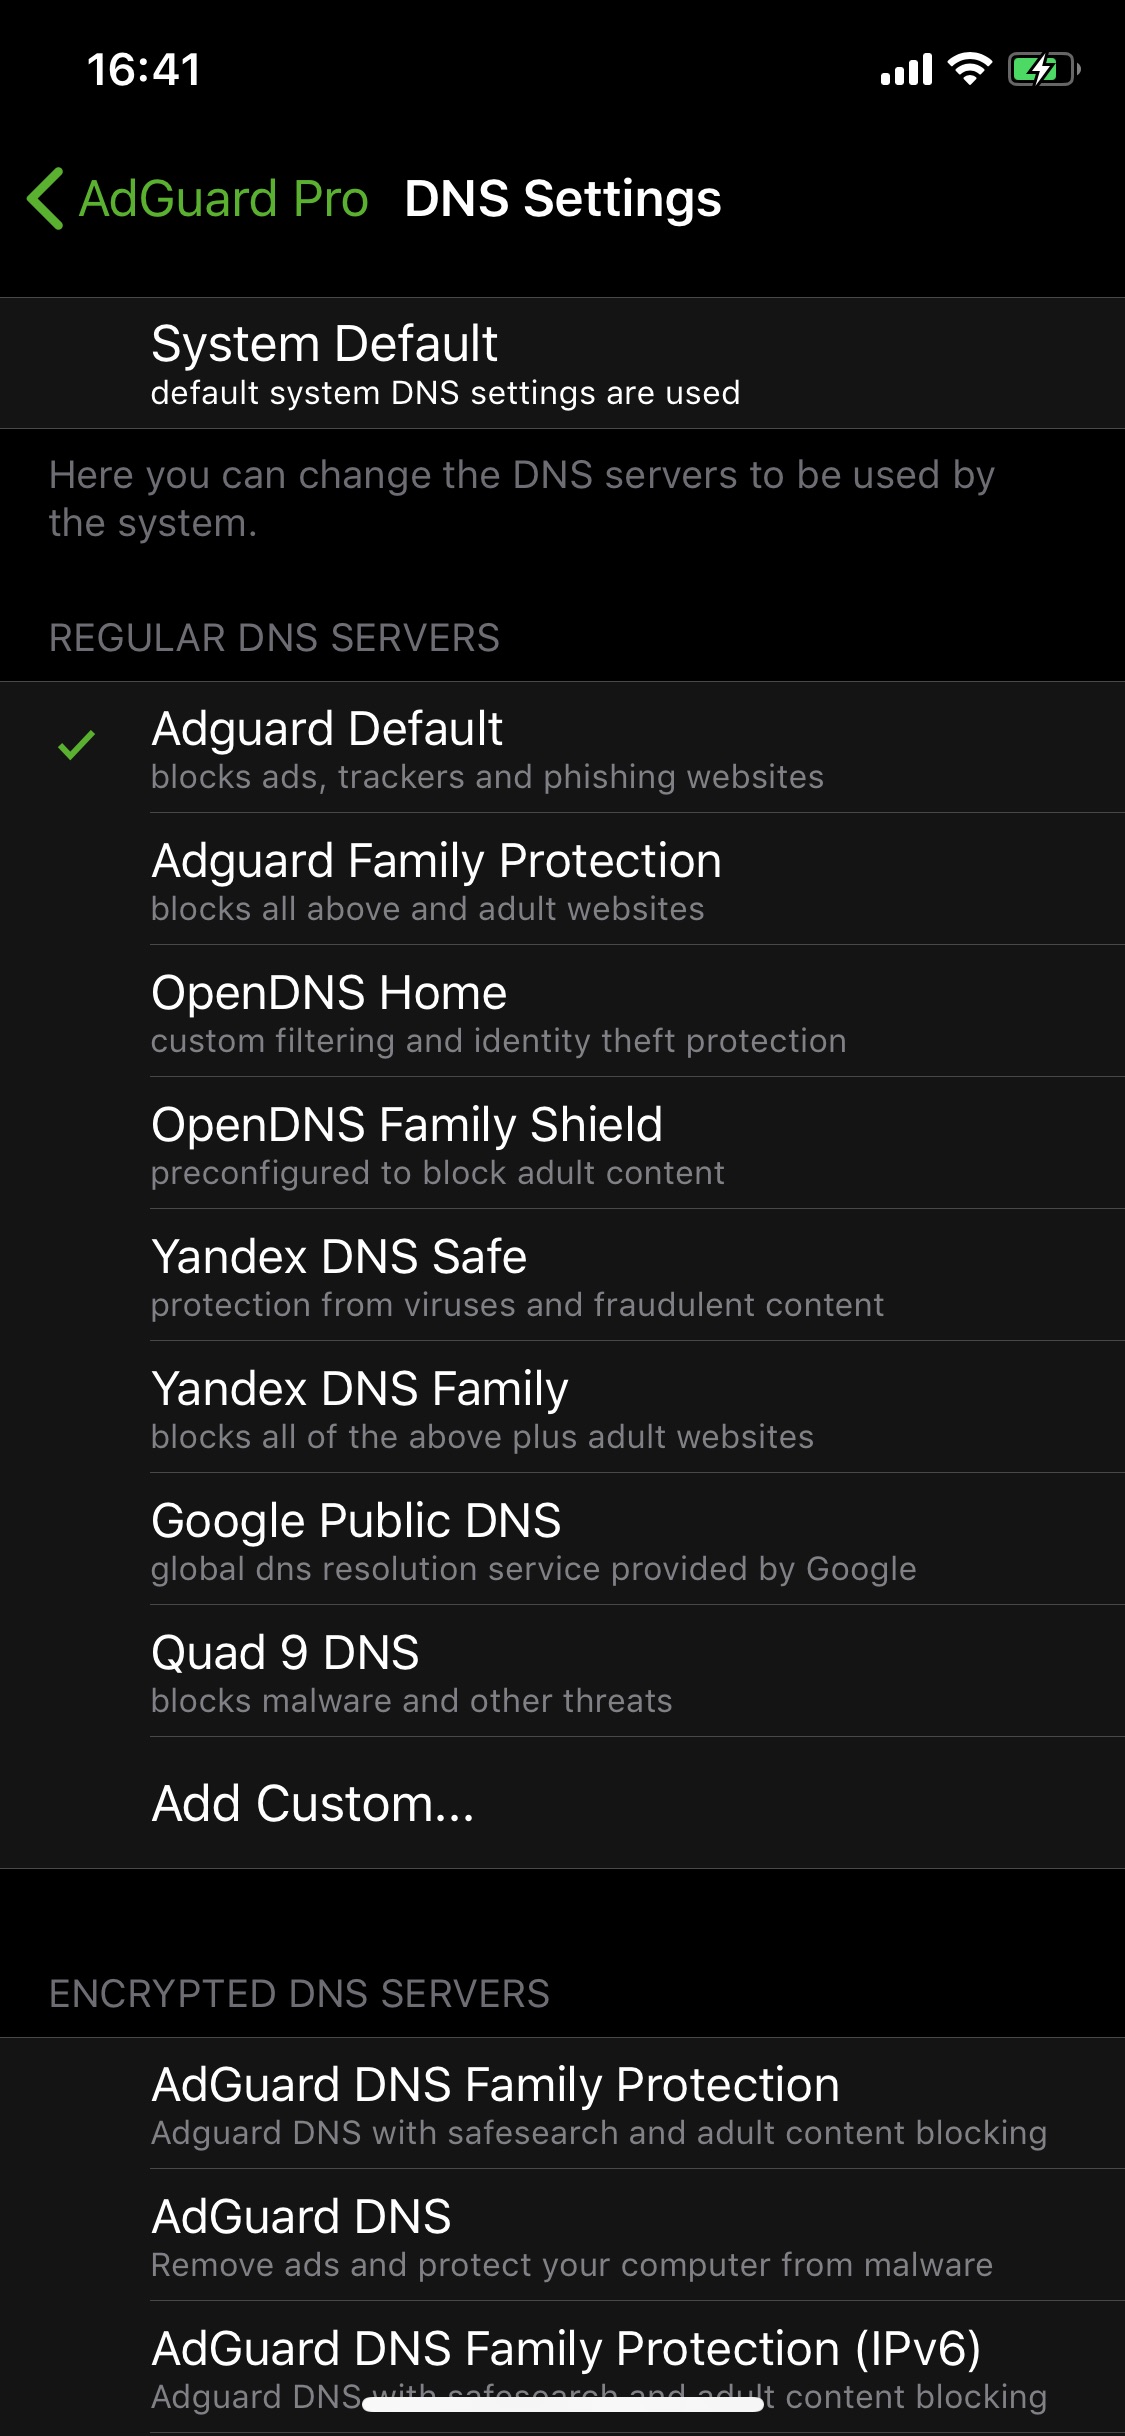 16:41
AdGuard Pro DNS Settings
System Default
default system DNS settings are used
Here you can change the DNS servers to be used by
the system.
REGULAR DNS SERVERS
Adguard Default
blocks ads, trackers and phishing websites
Adguard Family Protection
blocks all above and adult websites
OpenDNS Home
custom filtering and identity theft protection
OpenDNS Family Shield
preconfigured to block adult content
Yandex DNS Safe
protection from viruses and fraudulent content
Yandex DNS Family
blocks all of the above plus adult websites
Google Public DNS
global dns resolution service provided by Google
Quad 9 DNS
blocks malware and other threats
Add Custom...
ENCRYPTED DNS SERVERS
AdGuard DNS Family Protection
Adguard DNS with safesearch and adult content blocking
AdGuard DNS
Remove ads and protect your computer from malware
AdGuard DNS Family Protection (IPv6)
Adguard DNS with safesearch and adult content blocking